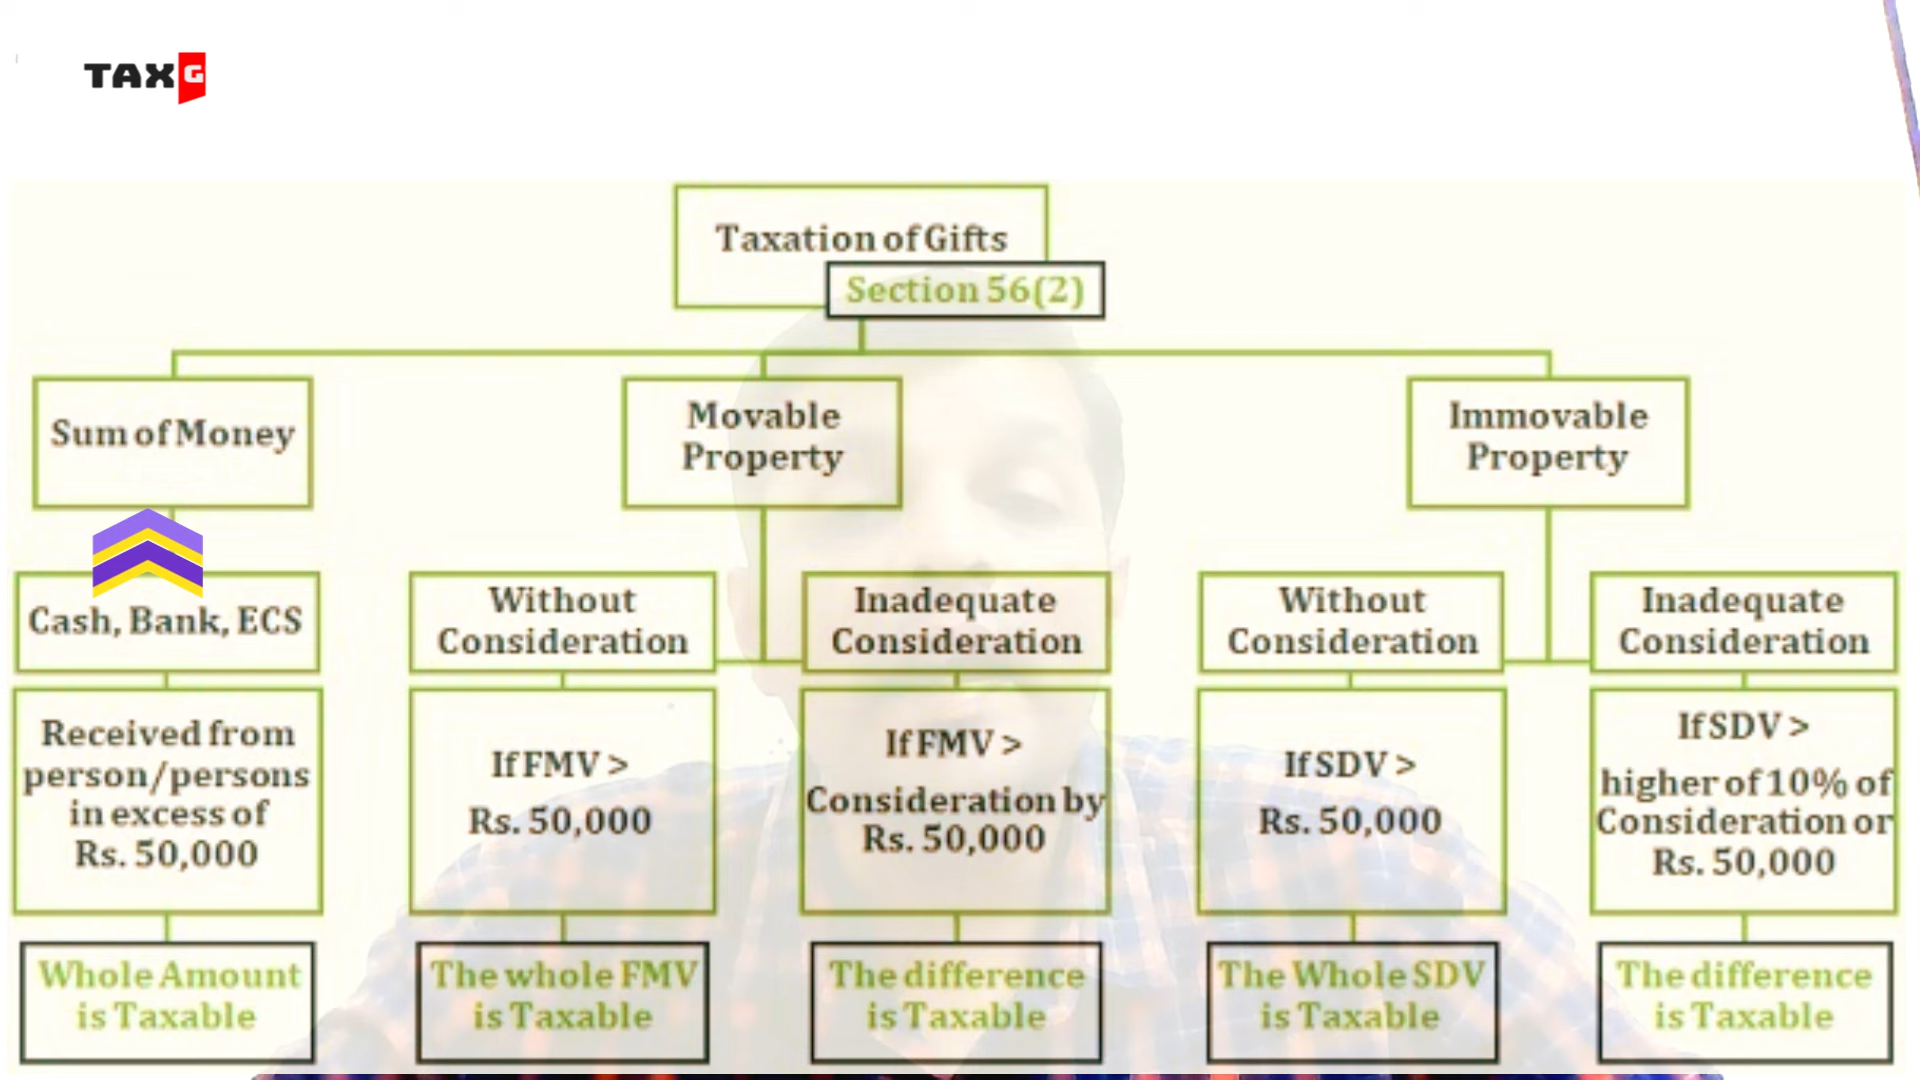 TAXG
Taxation of Gifts
Section 56(2)
Sum of Money
Movable
Property
Immovable
Property
Cash, Bank, ECS
Without
Consideration
Inadequate
Consideration
Without
Consideration
Inadequate
Consideration
Received from
person/persons
in excess of
Rs. 50,000
If FMV >
Rs. 50,000
If FMV >
Consideration by
Rs. 50,000
If SDV >
Rs. 50,000
If SDV >
higher of 10% of
Consideration or
Rs. 50,000
Whole Amount
is Taxable
The whole FMV
is Taxable
The difference
is Taxable
The Whole SDV
is Taxable
The difference
is Taxable